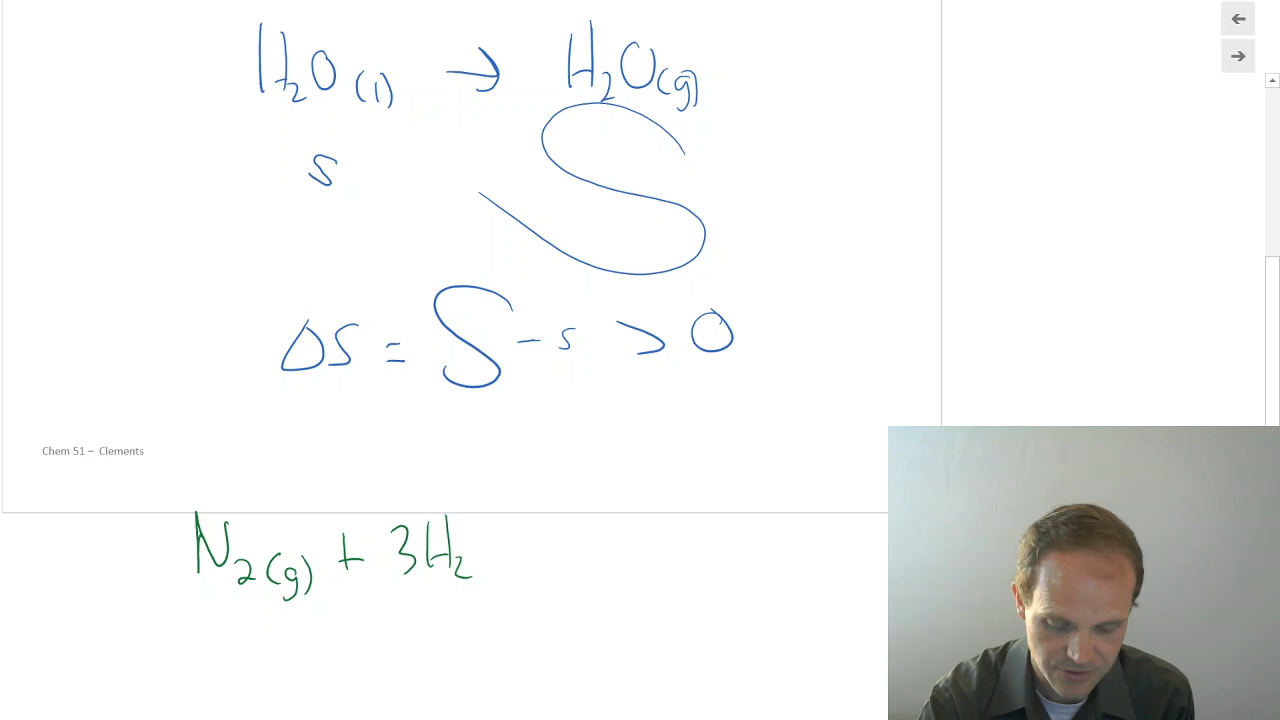 H₂O(l) → H₂O(g)
s S
ΔS = S - s > 0
Chem 51 – Clements
N₂(g) + 3H₂